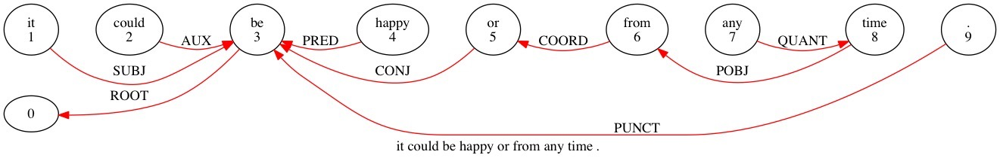 it could be happy or from any time .
1 2 3 4 5 6 7 8 9
AUX PRED COORD QUANT
SUBJ CONJ POBJ
ROOT
0
PUNCT
it could be happy or from any time .